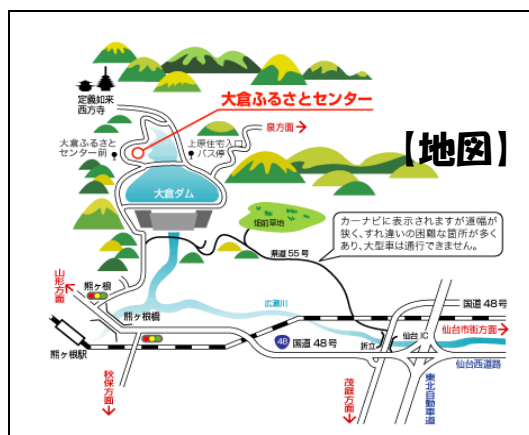 定義如来
西方寺
大倉ふるさとセンター
泉方面
【地図】
大倉ふるさと
センター前
上原住宅入口
バス停
大倉ダム
畑前草地
カーナビに表示されますが道幅が
狭く、すれ違いの困難な箇所が多く
あり、大型車は通行できません。
県道55号
山形方面
熊ヶ根
熊ヶ根橋
広瀬川
国道48号
仙台市街方面
仙台IC
折立
48
国道48号
仙台西道路
熊ヶ根駅
秋保方面
茂庭方面
東北自動車道